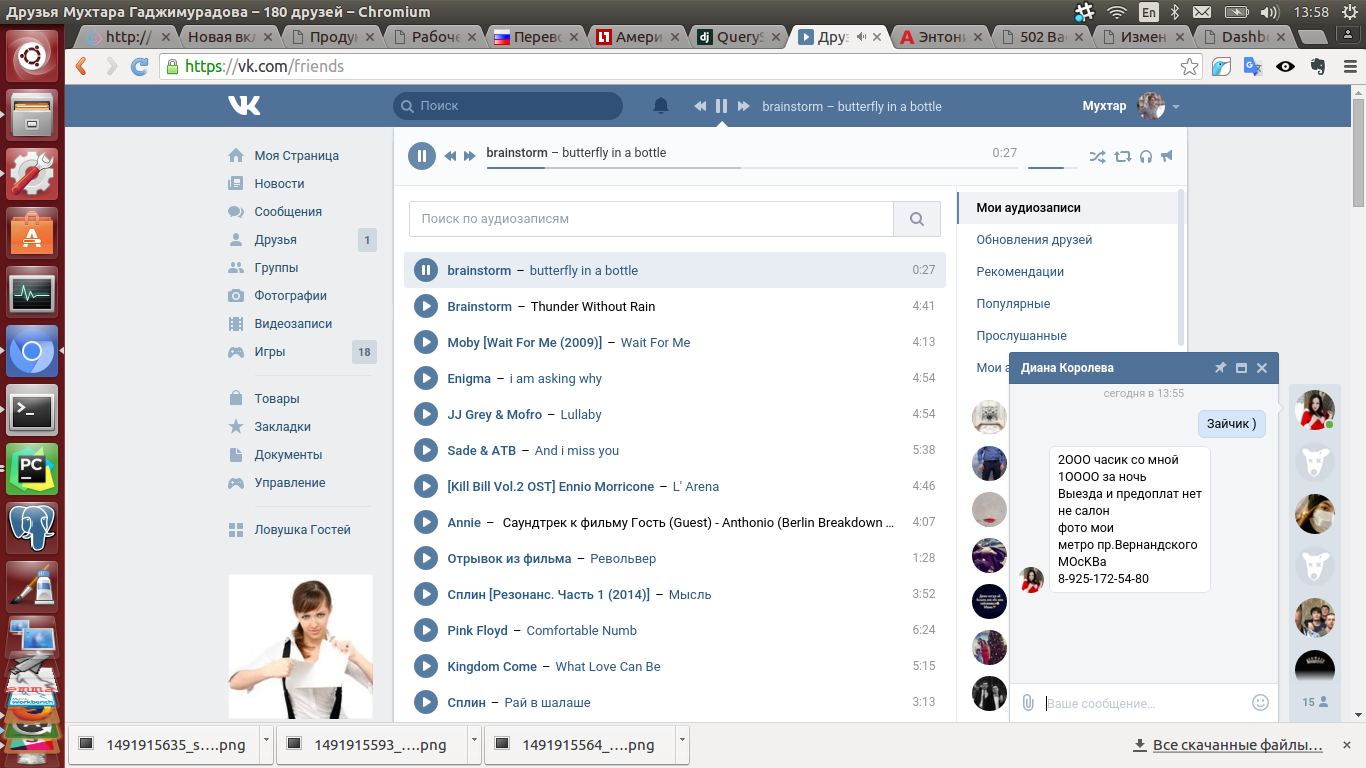 Друзья Мухтара Гаджимурадова – 180 друзей – Chromium
En
13:58
http://
Новая вкл
Продук
Рабоче
Перево
Амери
QueryS
Друз
Энтони
502 Ba
Измен
Dashb
https://vk.com/friends
Поиск
brainstorm – butterfly in a bottle
Мухтар
Моя Страница
Новости
Сообщения
Друзья
1
Группы
Фотографии
Видеозаписи
Игры
18
Товары
Закладки
Документы
Управление
Ловушка Гостей
brainstorm – butterfly in a bottle
0:27
Поиск по аудиозаписям
brainstorm – butterfly in a bottle 0:27
Brainstorm – Thunder Without Rain 4:41
Moby [Wait For Me (2009)] – Wait For Me 4:13
Enigma – i am asking why 4:54
JJ Grey & Mofro – Lullaby 4:54
Sade & ATB – And i miss you 5:38
[Kill Bill Vol.2 OST] Ennio Morricone – L' Arena 4:46
Annie – Саундтрек к фильму Гость (Guest) - Anthonio (Berlin Breakdown ... 4:07
Отрывок из фильма – Револьвер 1:28
Сплин [Резонанс. Часть 1 (2014)] – Мысль 3:52
Pink Floyd – Comfortable Numb 6:24
Kingdom Come – What Love Can Be 5:15
Сплин – Рай в шалаше 3:13
Мои аудиозаписи
Обновления друзей
Рекомендации
Популярные
Прослушанные
Мои а
Диана Королева
сегодня в 13:55
Зайчик )
2OOO часик со мной
1OOOO за ночь
Выезда и предоплат нет
не салон
фото мои
метро пр.Вернандского
МОсКВа
8-925-172-54-80
Ваше сообщение...
15
1491915635_s....png
1491915593_....png
1491915564_....png
Все скачанные файлы...